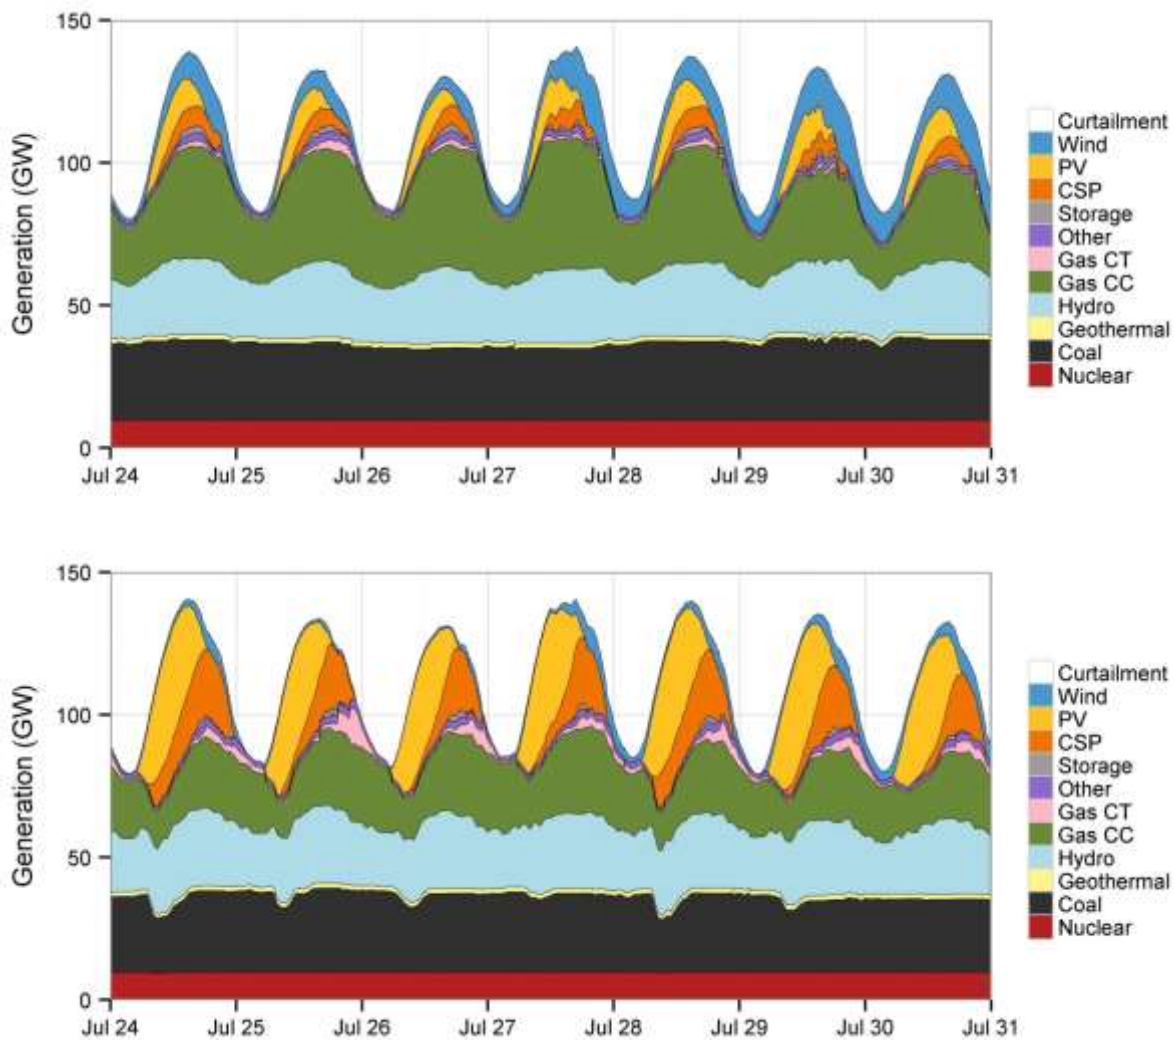 150
100
50
0
Generation (GW)
Jul 24 Jul 25 Jul 26 Jul 27 Jul 28 Jul 29 Jul 30 Jul 31
Curtailment
Wind
PV
CSP
Storage
Other
Gas CT
Gas CC
Hydro
Geothermal
Coal
Nuclear
150
100
50
0
Generation (GW)
Jul 24 Jul 25 Jul 26 Jul 27 Jul 28 Jul 29 Jul 30 Jul 31
Curtailment
Wind
PV
CSP
Storage
Other
Gas CT
Gas CC
Hydro
Geothermal
Coal
Nuclear